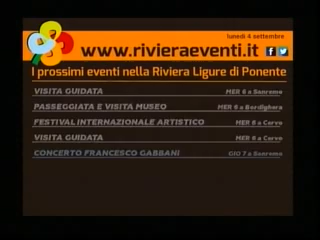 lunedì 4 settembre
www.rivieraeventi.it
I prossimi eventi nella Riviera Ligure di Ponente
VISITA GUIDATA MER 6 a Sanremo
PASSEGGIATA E VISITA MUSEO MER 6 a Bordighera
FESTIVAL INTERNAZIONALE ARTISTICO MER 6 a Cervo
VISITA GUIDATA MER 6 a Cervo
CONCERTO FRANCESCO GABBANI GIO 7 a Sanremo